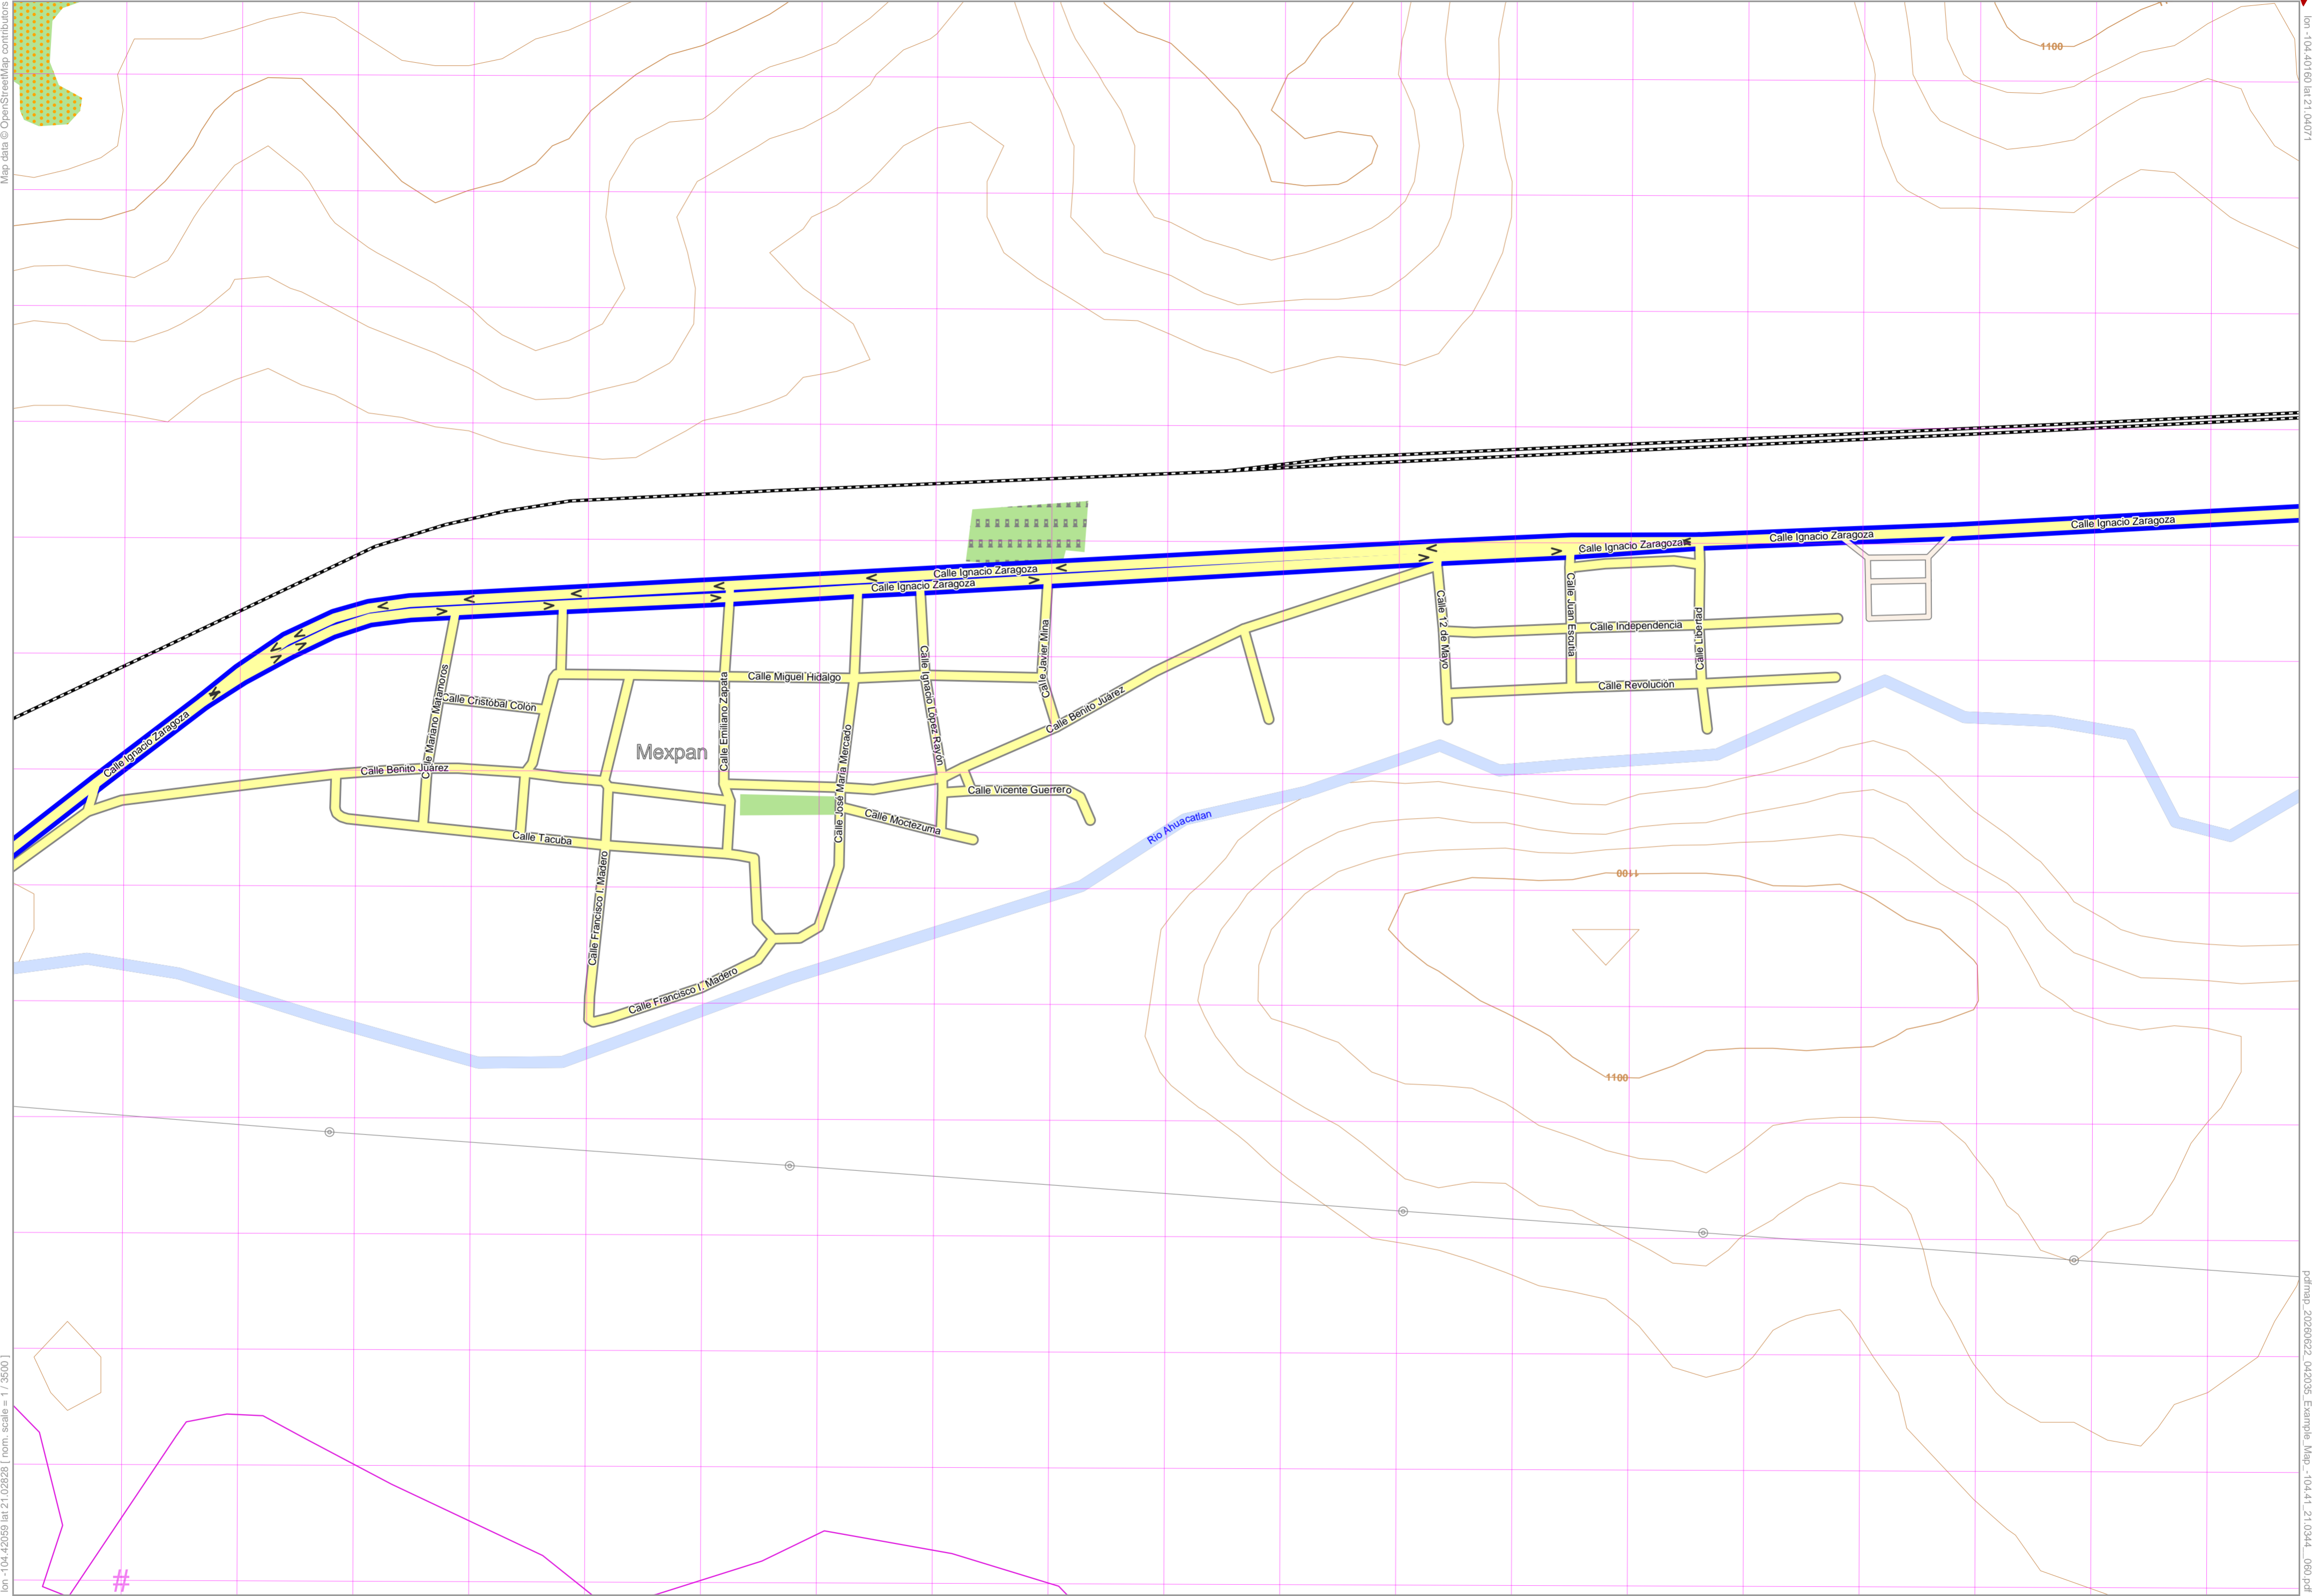 Map data © OpenStreetMap contributors
lon -104.40160 lat 21.04071
1100
Calle Ignacio Zaragoza
Calle Ignacio Zaragoza
Calle Ignacio Zaragoza
Calle Ignacio Zaragoza
Calle Ignacio Zaragoza
Calle Ignacio Zaragoza
Calle 12 de Mayo
Calle Juan Escutia
Calle Libertad
Calle Independencia
Calle Revolución
Calle Mariano Matamoros
Calle Cristóbal Colón
Calle Emiliano Zapata
Calle Miguel Hidalgo
Calle Ignacio López Rayón
Calle Javier Mina
Calle Benito Juárez
Mexpan
Calle José María Mercado
Calle Benito Juárez
Calle Vicente Guerrero
Calle Moctezuma
Calle Tacuba
Río Ahuacatlan
Calle Francisco I. Madero
Calle Francisco I. Madero
1100
1100
#
lon -104.42059 lat 21.02828 [ nom. scale = 1 / 3500 ]
pdfmap_20260622_042035_Example_Map_-104.41_21.0344__060.pdf